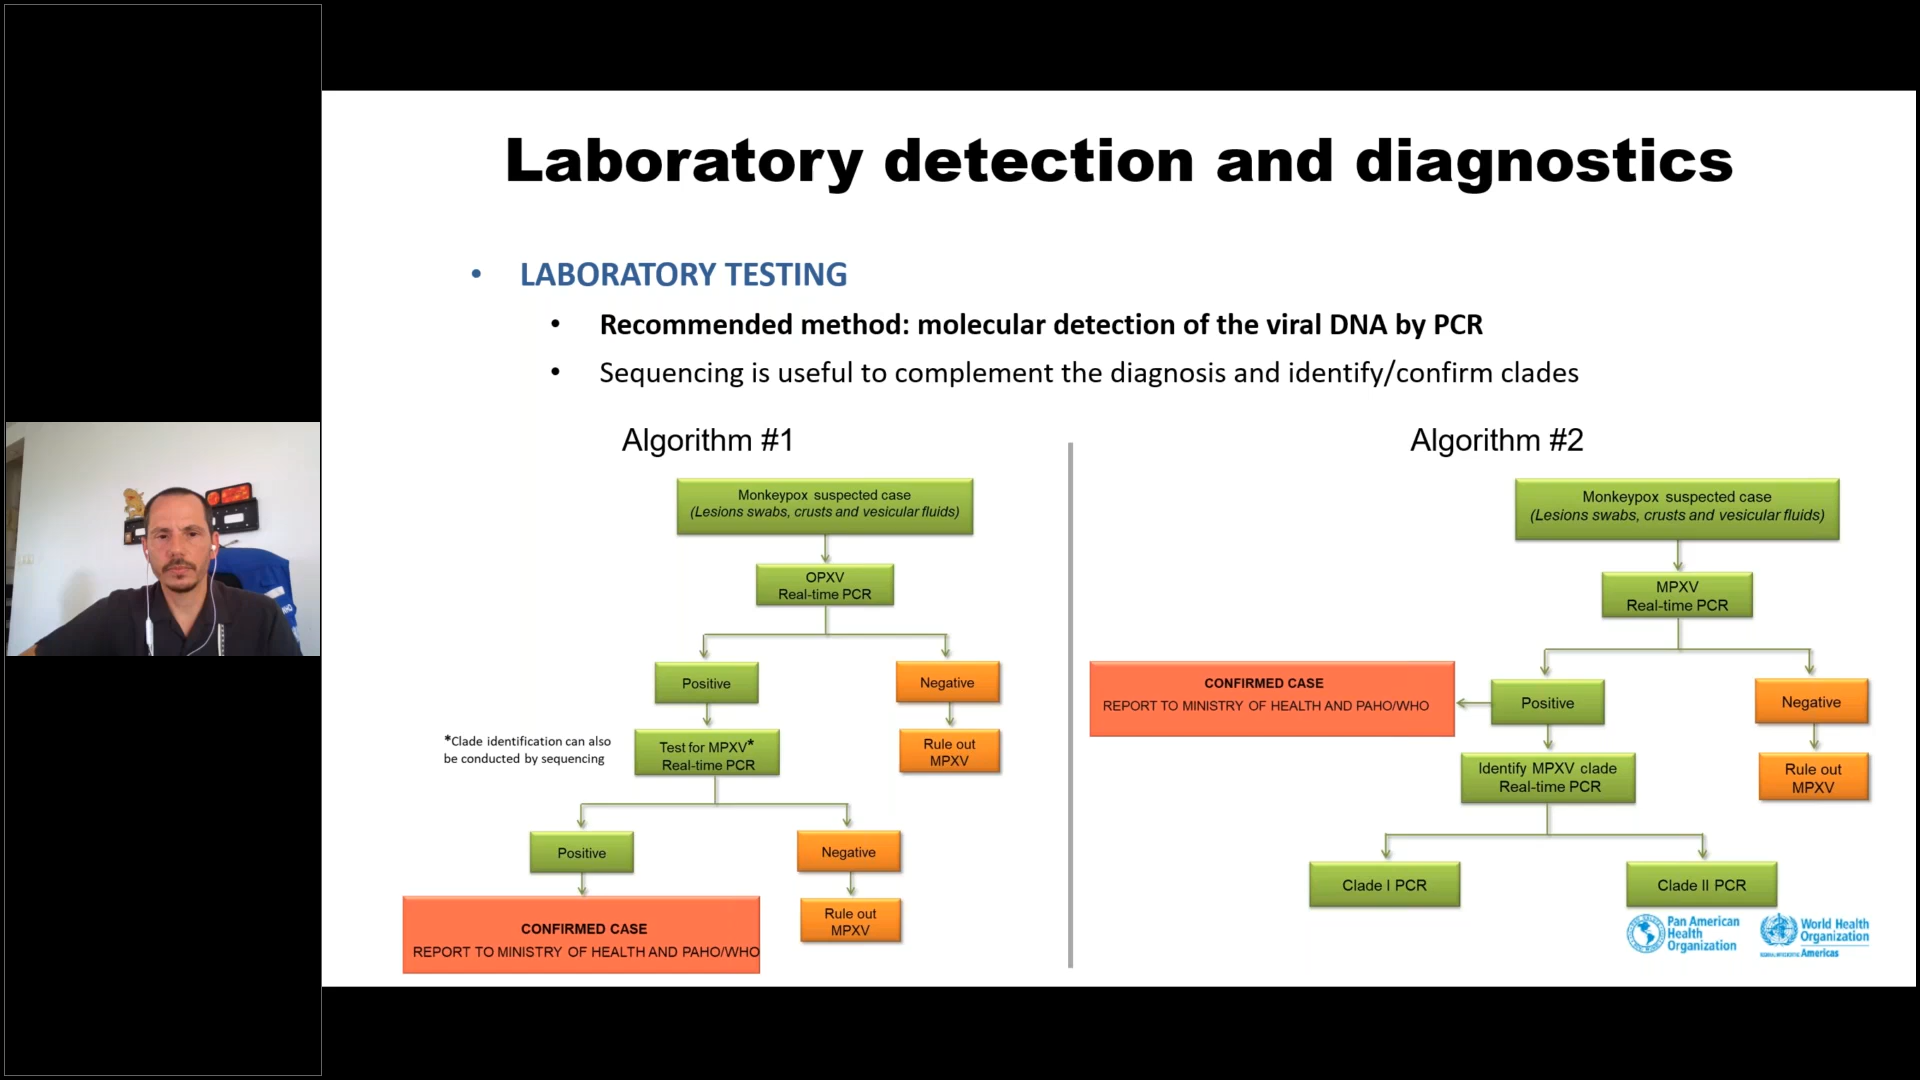 Laboratory detection and diagnostics
• LABORATORY TESTING
• Recommended method: molecular detection of the viral DNA by PCR
• Sequencing is useful to complement the diagnosis and identify/confirm clades
Algorithm #1
Monkeypox suspected case
(Lesions swabs, crusts and vesicular fluids)
OPXV
Real-time PCR
Positive
Negative
*Clade identification can also
be conducted by sequencing
Test for MPXV*
Real-time PCR
Rule out
MPXV
Positive
Negative
CONFIRMED CASE
REPORT TO MINISTRY OF HEALTH AND PAHO/WHO
Rule out
MPXV
Algorithm #2
Monkeypox suspected case
(Lesions swabs, crusts and vesicular fluids)
MPXV
Real-time PCR
CONFIRMED CASE
REPORT TO MINISTRY OF HEALTH AND PAHO/WHO
Positive
Negative
Identify MPXV clade
Real-time PCR
Rule out
MPXV
Clade I PCR
Clade II PCR
Pan American
Health
Organization
World Health
Organization
Americas
WHO